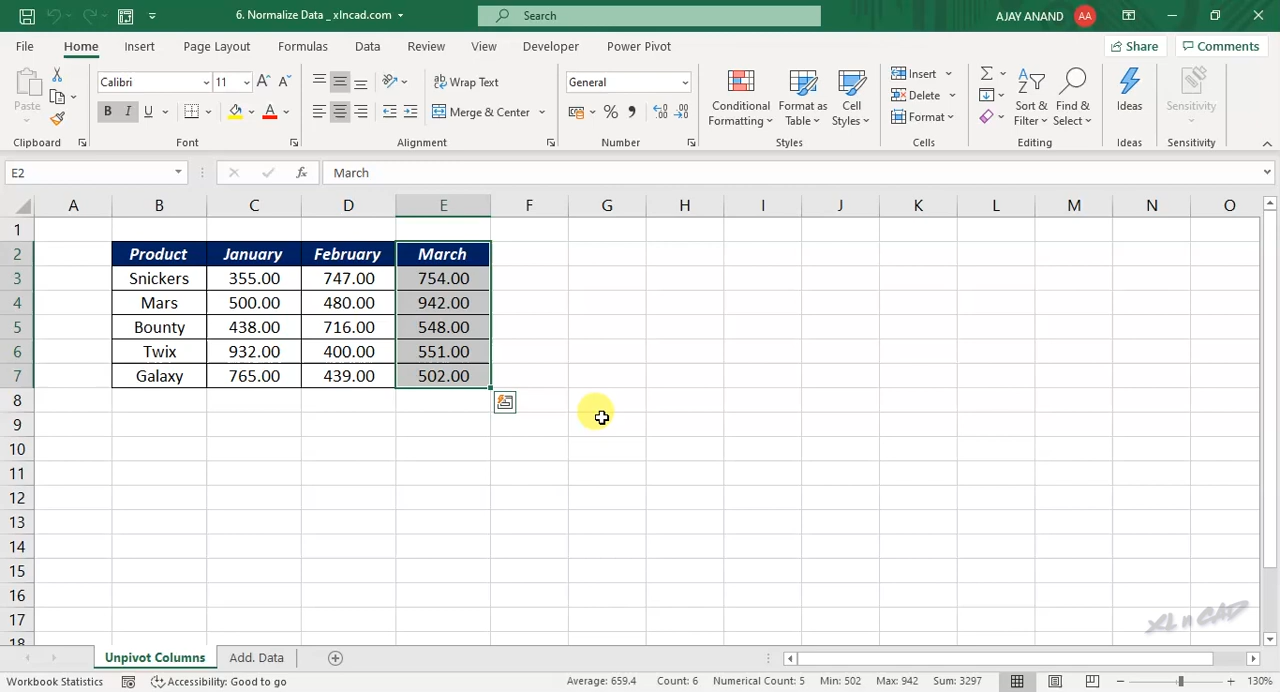 6. Normalize Data _ xlncad.com
Search
AJAY ANAND AA
File Home Insert Page Layout Formulas Data Review View Developer Power Pivot Share Comments
Paste
Calibri 11
B I U
Wrap Text
Merge & Center
General
Conditional Formatting
Format as Table
Cell Styles
Insert
Delete
Format
Sort & Filter
Find & Select
Ideas
Sensitivity
Clipboard Font Alignment Number Styles Cells Editing Ideas Sensitivity
E2 fx March
A B C D E F G H I J K L M N O
1
2 Product January February March
3 Snickers 355.00 747.00 754.00
4 Mars 500.00 480.00 942.00
5 Bounty 438.00 716.00 548.00
6 Twix 932.00 400.00 551.00
7 Galaxy 765.00 439.00 502.00
8
9
10
11
12
13
14
15
16
17
18
XL n CAD
Unpivot Columns Add. Data
Workbook Statistics Accessibility: Good to go Average: 659.4 Count: 6 Numerical Count: 5 Min: 502 Max: 942 Sum: 3297 130%